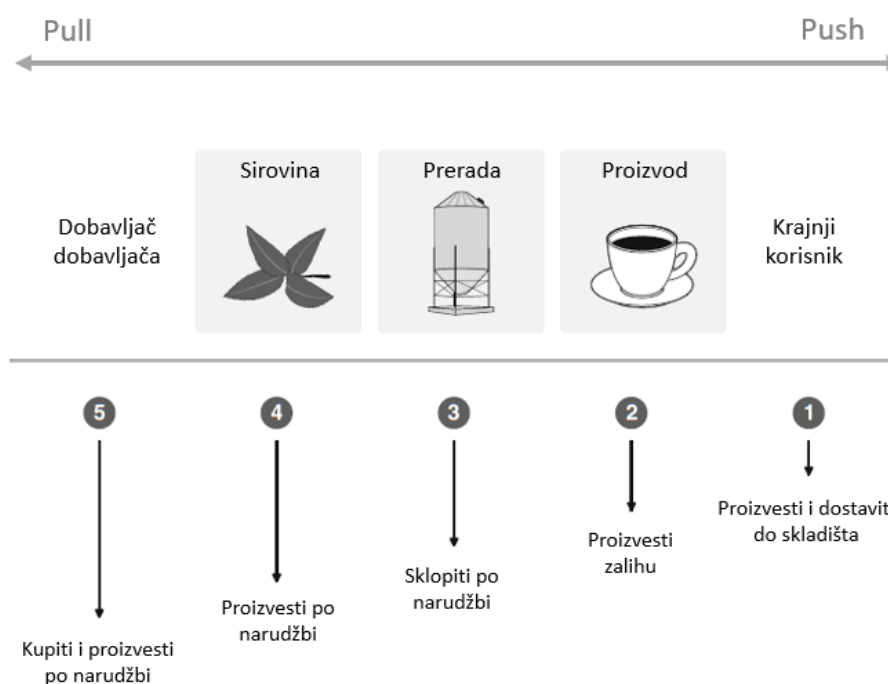 Pull
Push
Sirovina
Prerada
Proizvod
Dobavljač
dobavljača
Krajnji
korisnik
5
4
3
2
1
Proizvesti i dostavit
do skladišta
Proizvesti
zalihu
Sklopiti po
narudžbi
Proizvesti po
narudžbi
Kupiti i proizvesti
po narudžbi